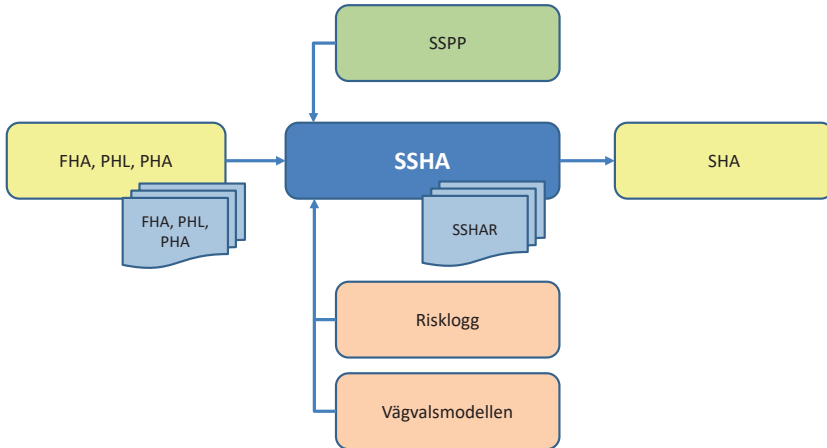 SSPP
FHA, PHL, PHA
SSHA
SHA
FHA, PHL,
PHA
SSHAR
Risklogg
Vägvalsmodellen